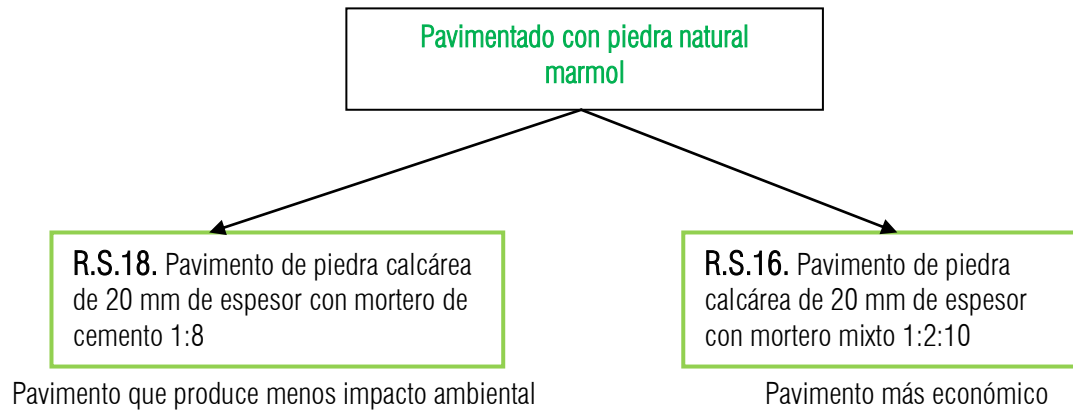 Pavimentado con piedra natural
marmol
R.S.18. Pavimento de piedra calcárea
de 20 mm de espesor con mortero de
cemento 1:8
R.S.16. Pavimento de piedra
calcárea de 20 mm de espesor
con mortero mixto 1:2:10
Pavimento que produce menos impacto ambiental
Pavimento más económico